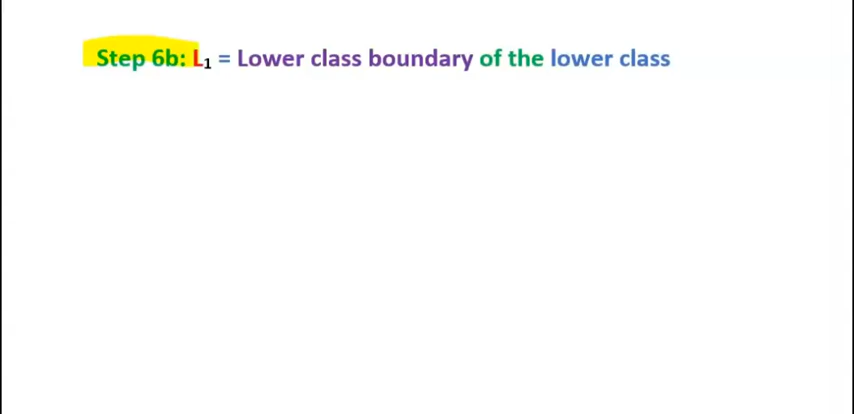 Step 6b: L₁ = Lower class boundary of the lower class